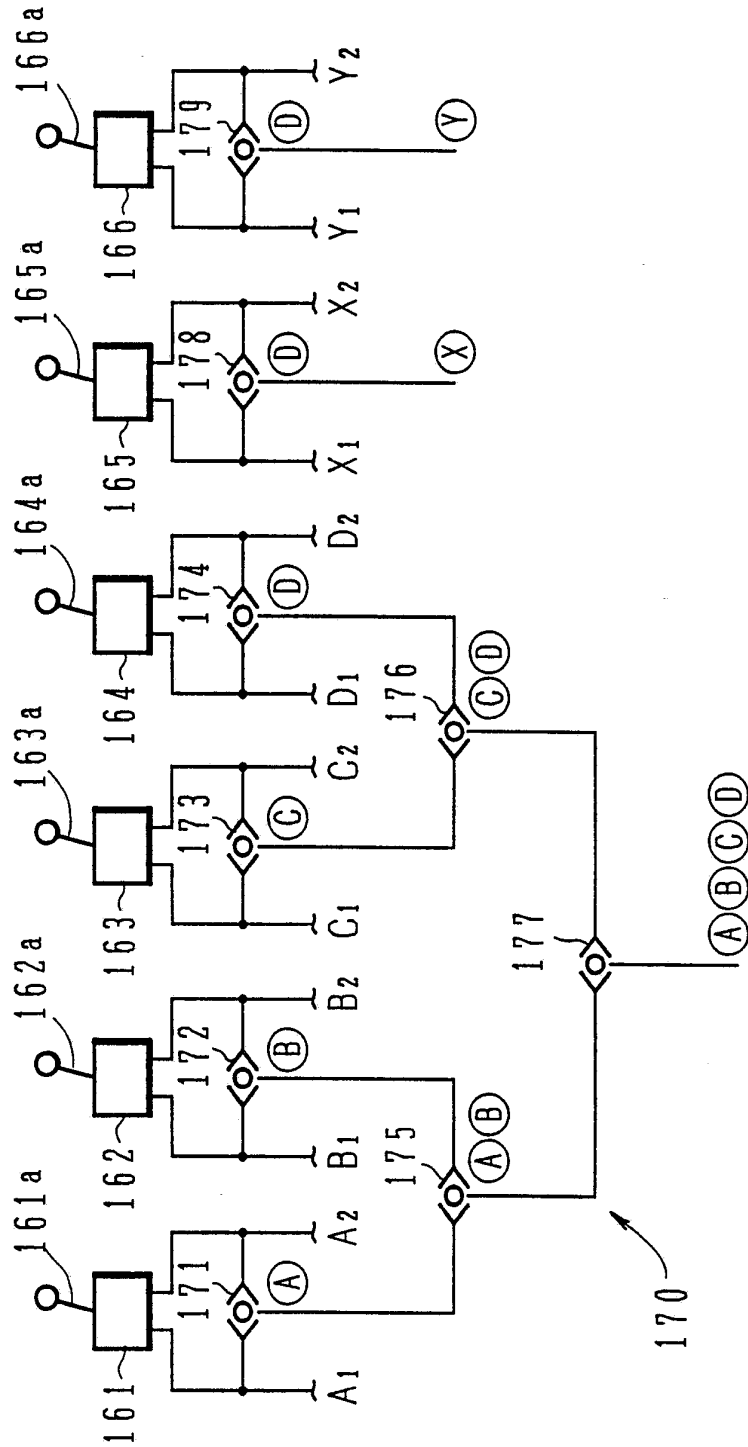 161a 162a 163a 164a 165a 166a
161 162 163 164 165 166
171 172 173 174 178 179
A B C D D D
A1 A2 B1 B2 C1 C2 D1 D2 X1 X2 Y1 Y2
175 176
A B C D X Y
177
170
A B C D